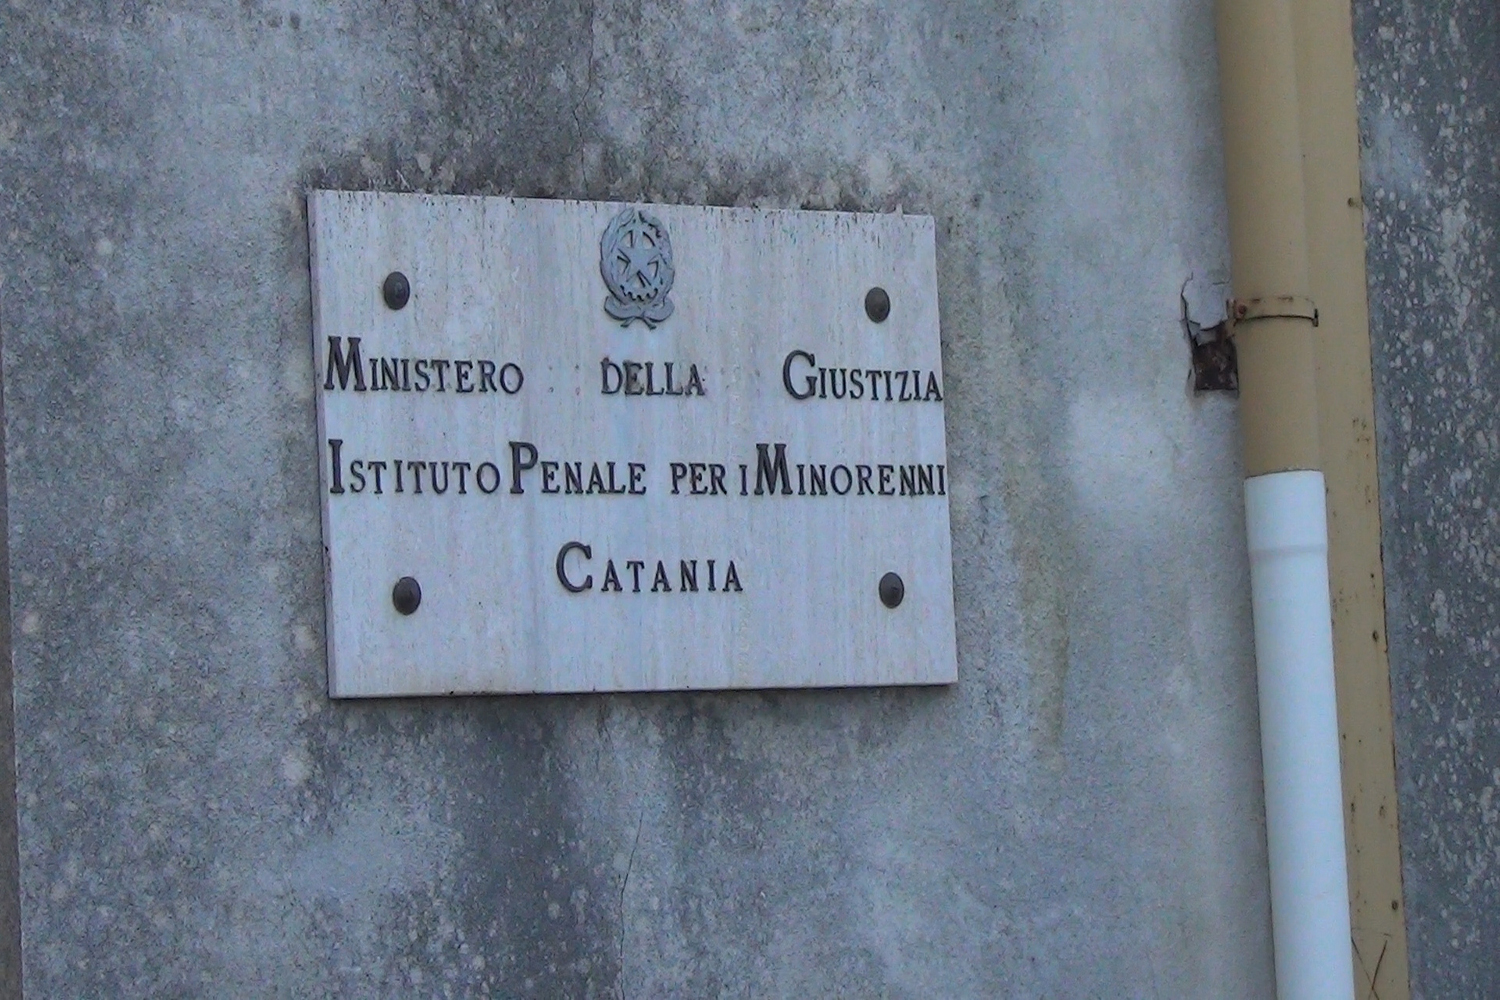 MINISTERO DELLA GIUSTIZIA
ISTITUTO PENALE PER I MINORENNI
CATANIA